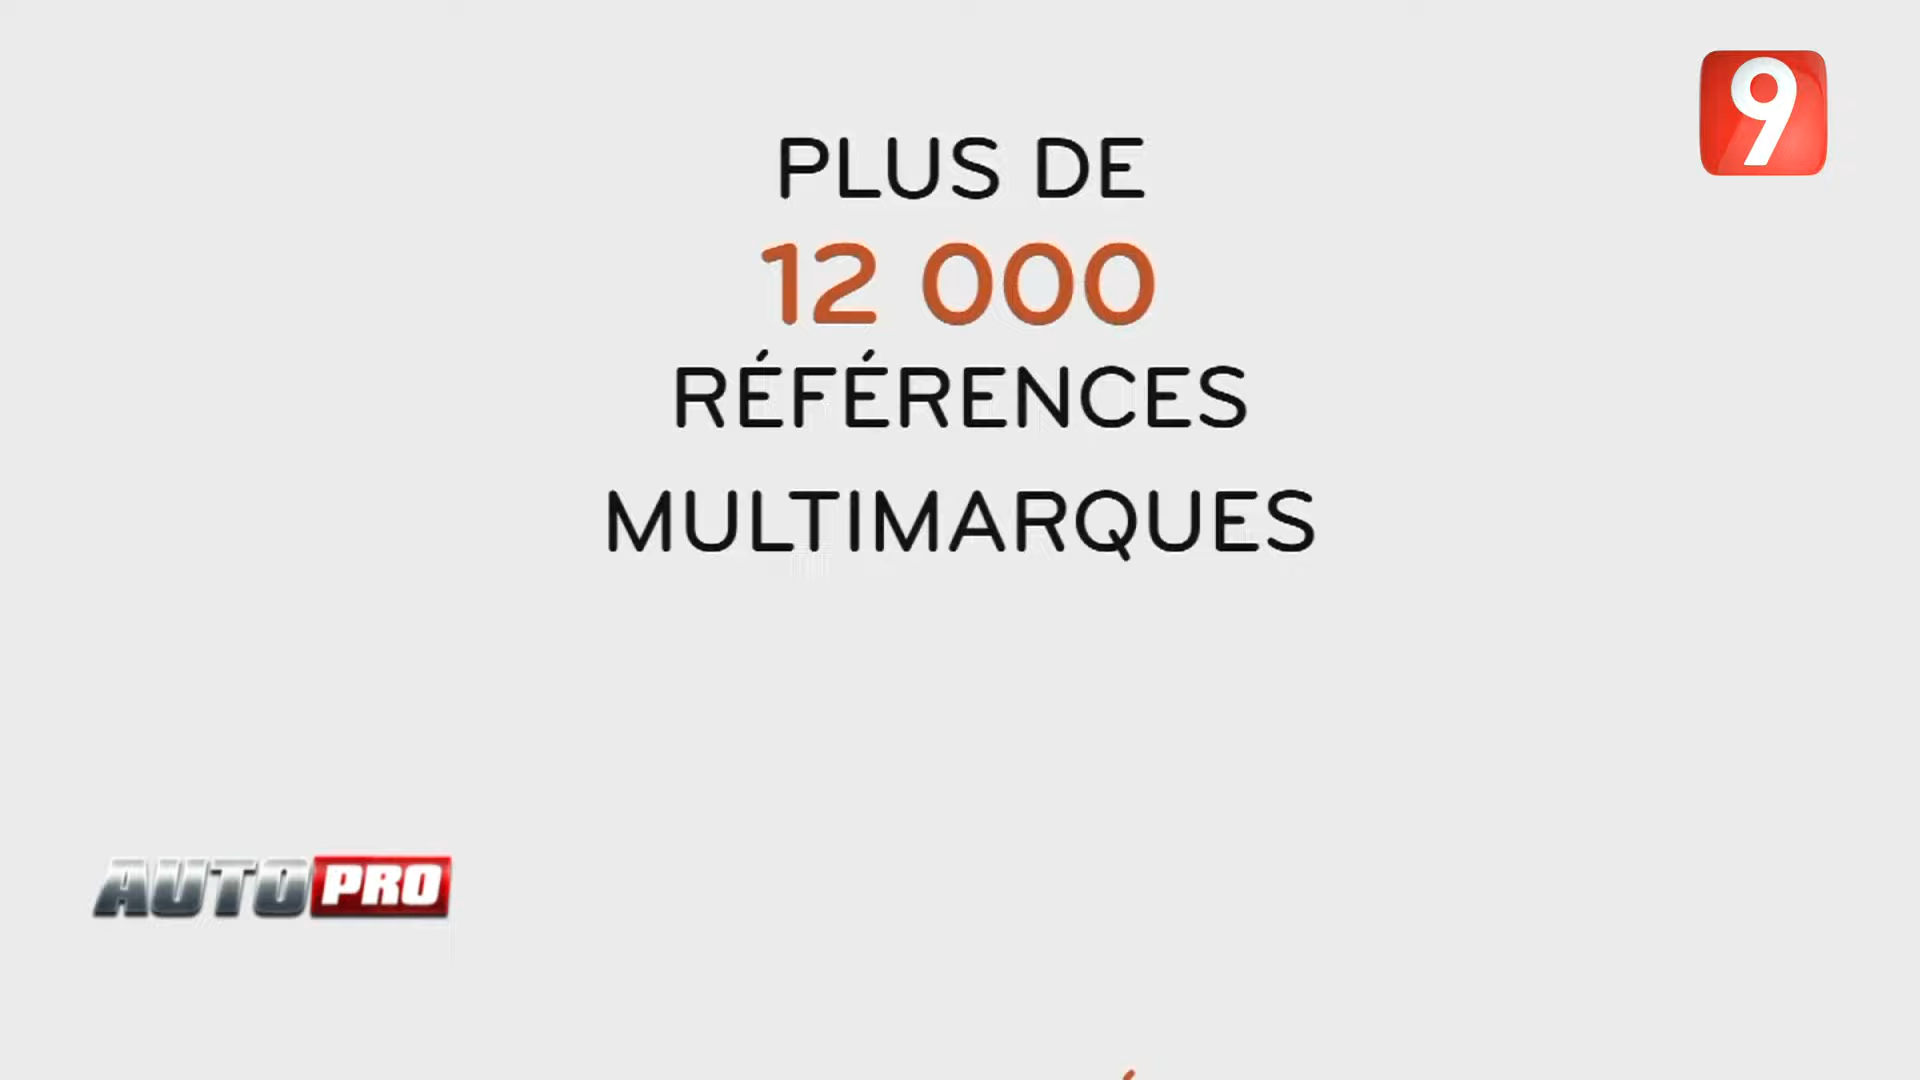 9
PLUS DE
12 000
RÉFÉRENCES
MULTIMARQUES
AUTO PRO